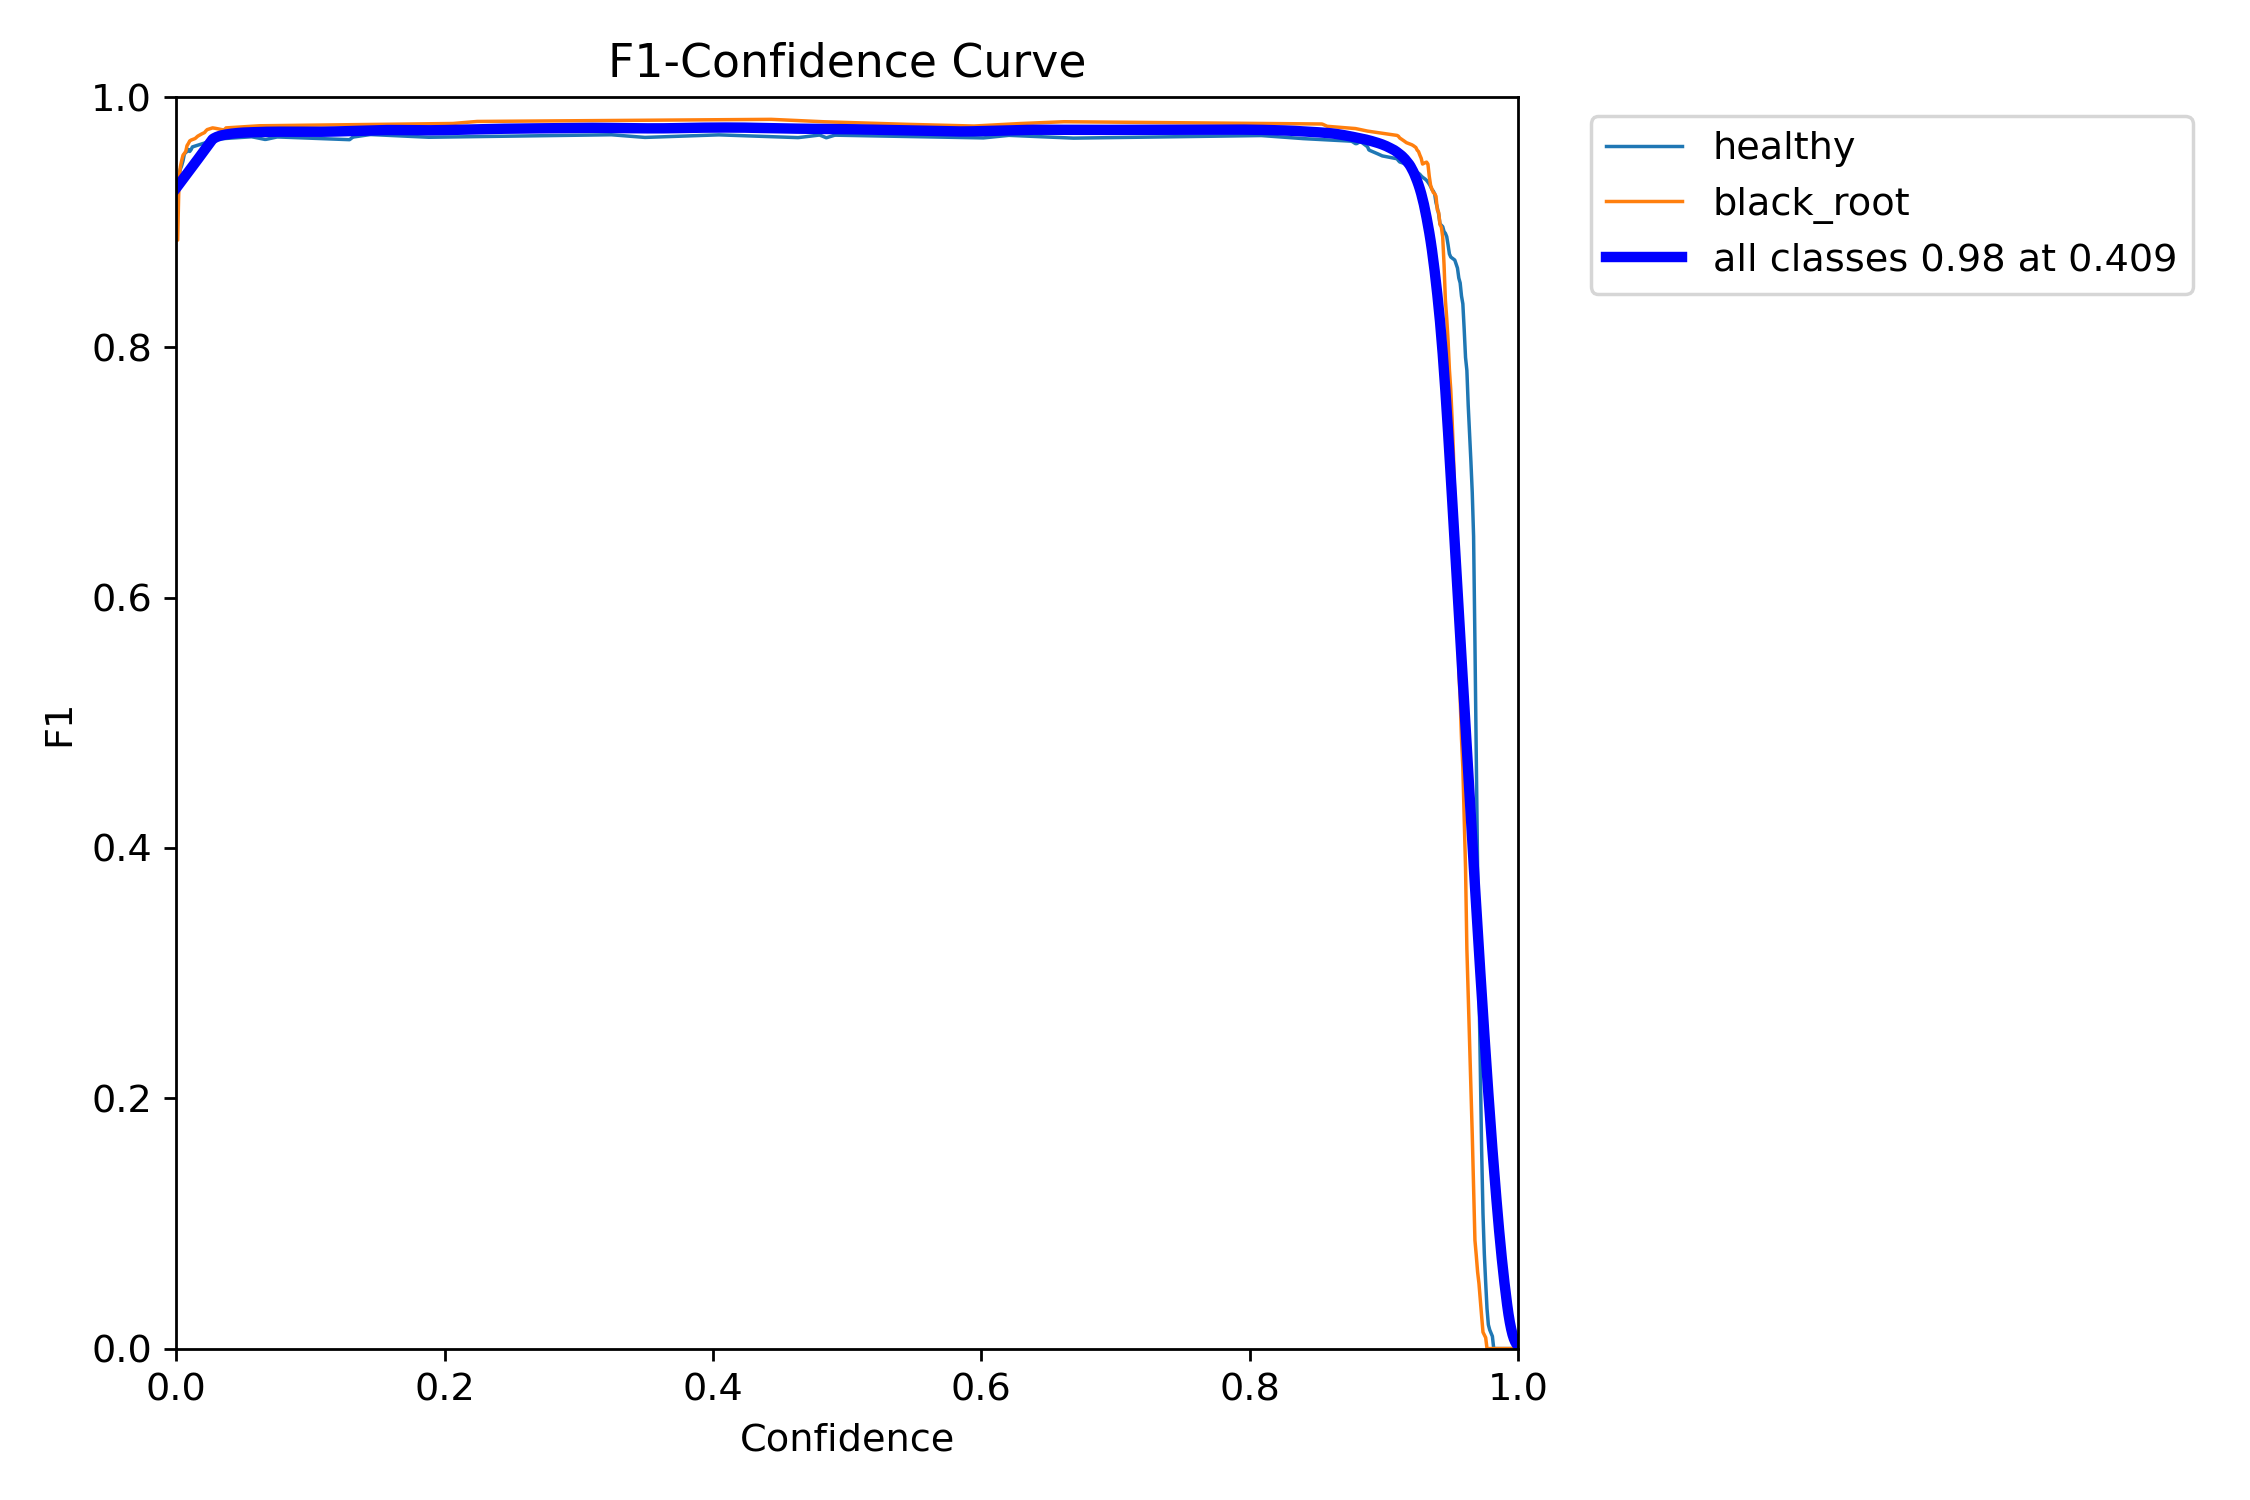 F1-Confidence Curve
1.0
0.8
0.6
0.4
0.2
0.0
F1
0.0 0.2 0.4 0.6 0.8 1.0
Confidence
healthy
black_root
all classes 0.98 at 0.409